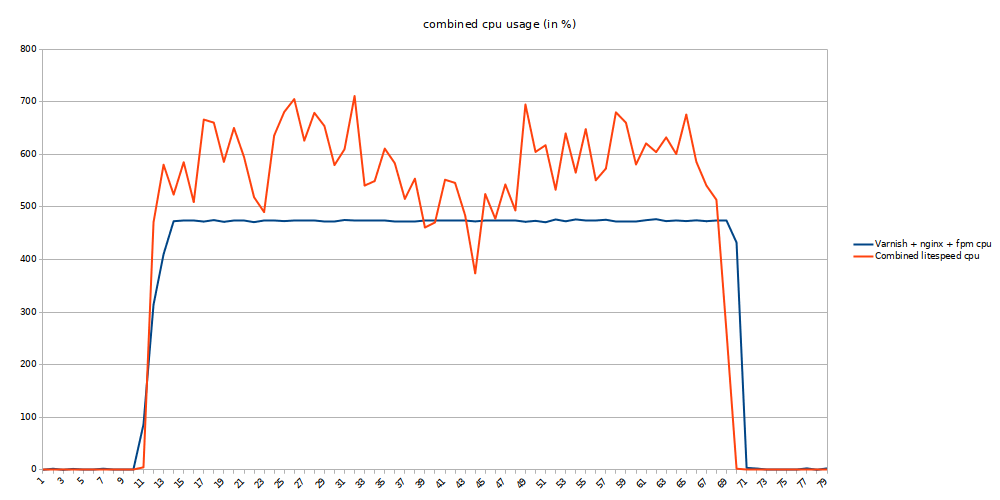 combined cpu usage (in %)
800
700
600
500
400
300
200
100
0
1 3 5 7 9 11 13 15 17 19 21 23 25 27 29 31 33 35 37 39 41 43 45 47 49 51 53 55 57 59 61 63 65 67 69 71 73 75 77 79
Varnish + nginx + fpm cpu
Combined litespeed cpu